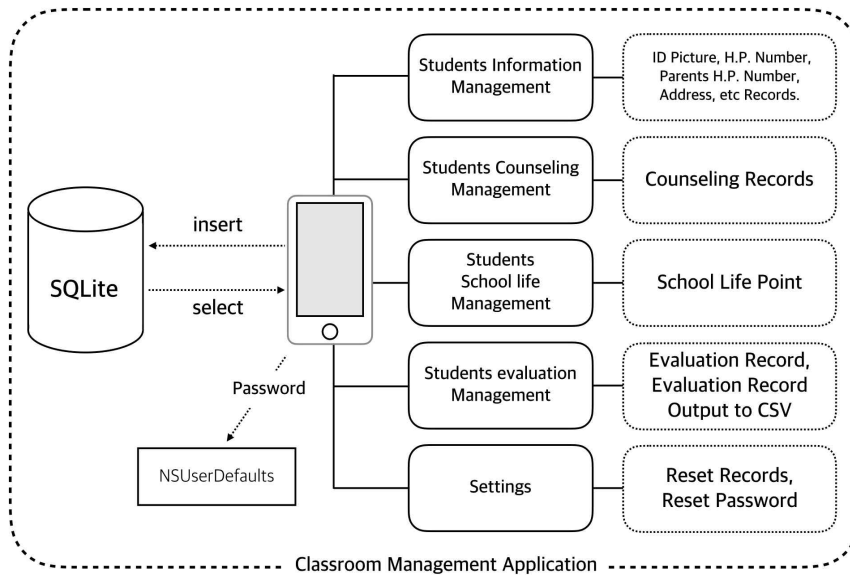 Students Information
Management
ID Picture, H.P. Number,
Parents H.P. Number,
Address, etc Records.
Students Counseling
Management
Counseling Records
insert
SQLite
select
Students
School life
Management
School Life Point
Password
Students evaluation
Management
Evaluation Record,
Evaluation Record
Output to CSV
NSUserDefaults
Settings
Reset Records,
Reset Password
Classroom Management Application